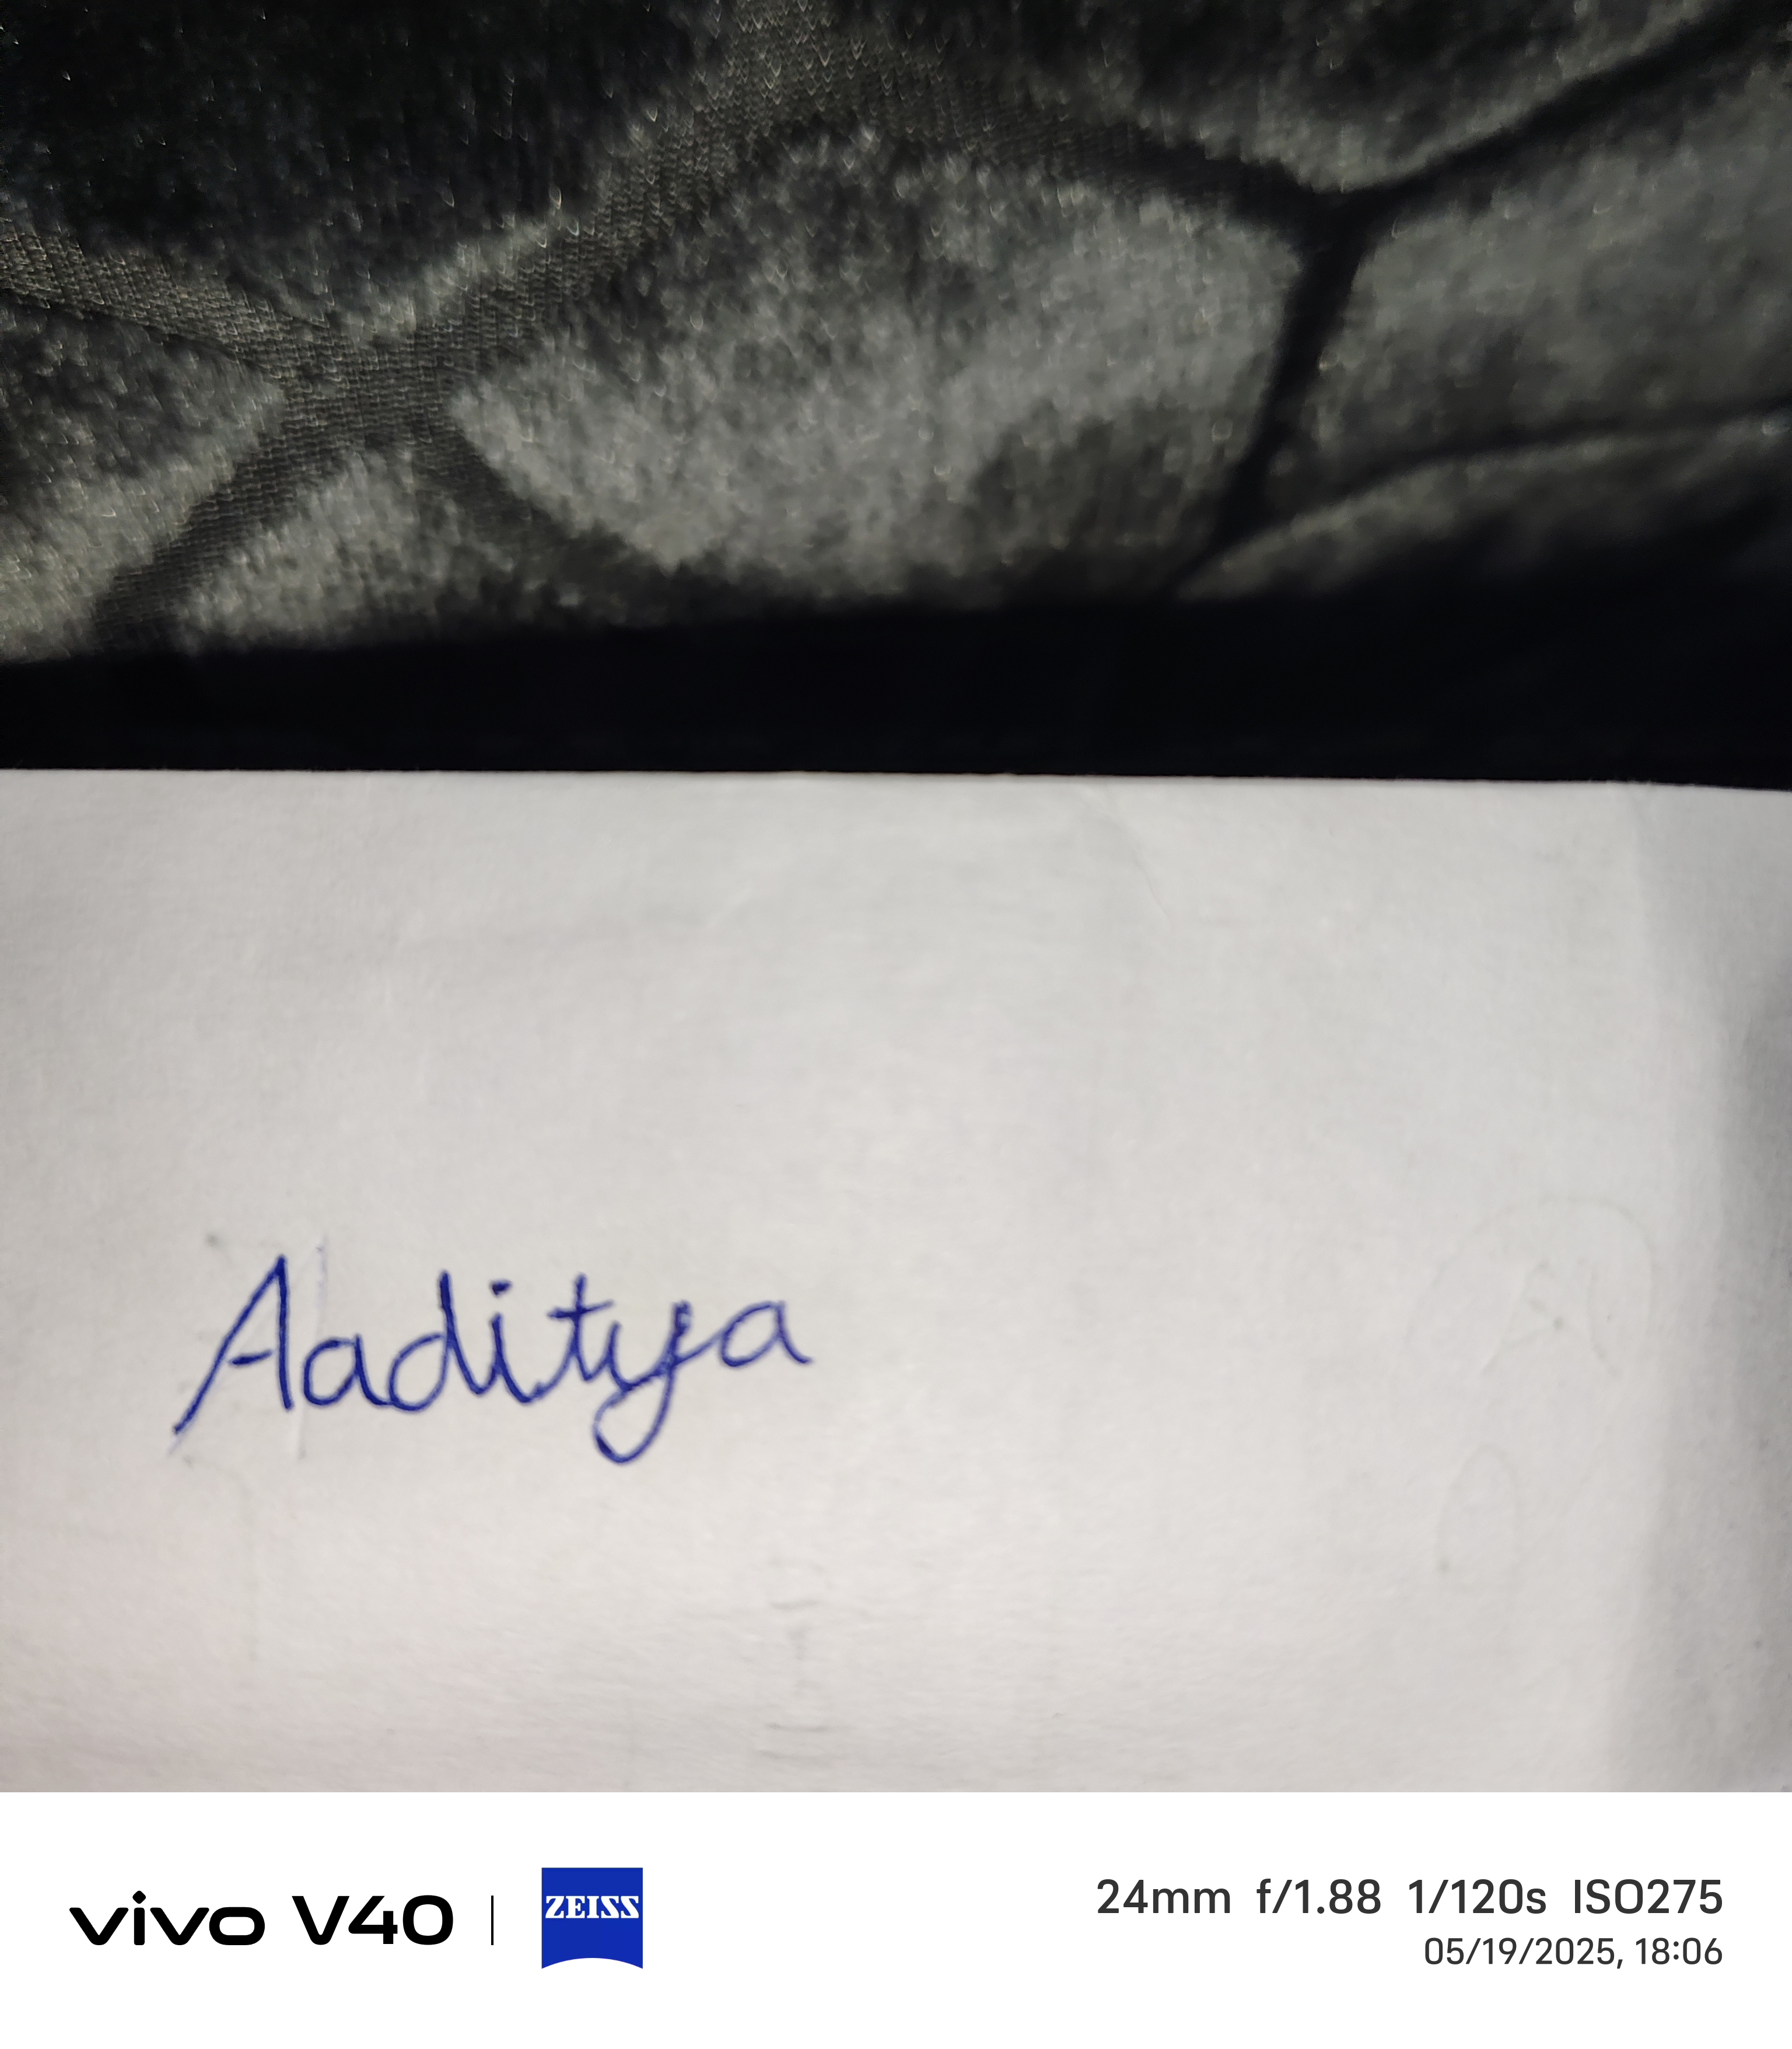 Aaditya
vivo V40 | ZEISS
24mm f/1.88 1/120s ISO275
05/19/2025, 18:06